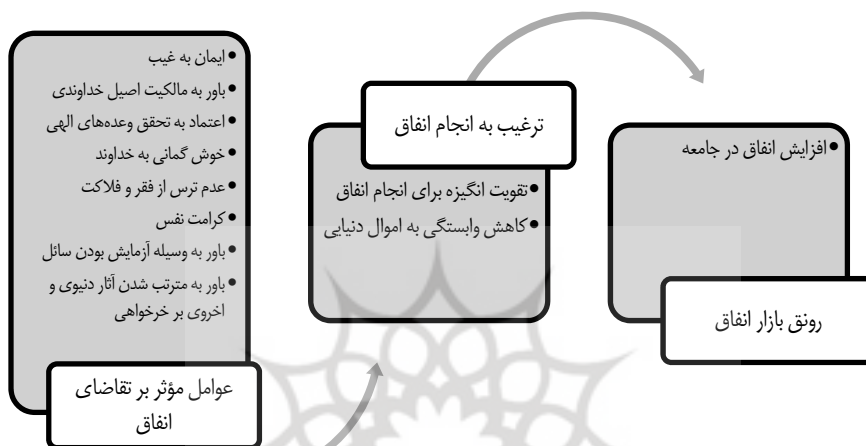 • ایمان به غیب
• باور به مالکیت اصیل خداوندی
• اعتماد به تحقق وعده‌های الهی
• خوش گمانی به خداوند
• عدم ترس از فقر و فلاکت
• کرامت نفس
• باور به وسیله آزمایش بودن سائل
• باور به مترتب شدن آثار دنیوی و
اخروی بر خرخواهی
عوامل مؤثر بر تقاضای
انفاق
ترغیب به انجام انفاق
• تقویت انگیزه برای انجام انفاق
• کاهش وابستگی به اموال دنیایی
• افزایش انفاق در جامعه
رونق بازار انفاق